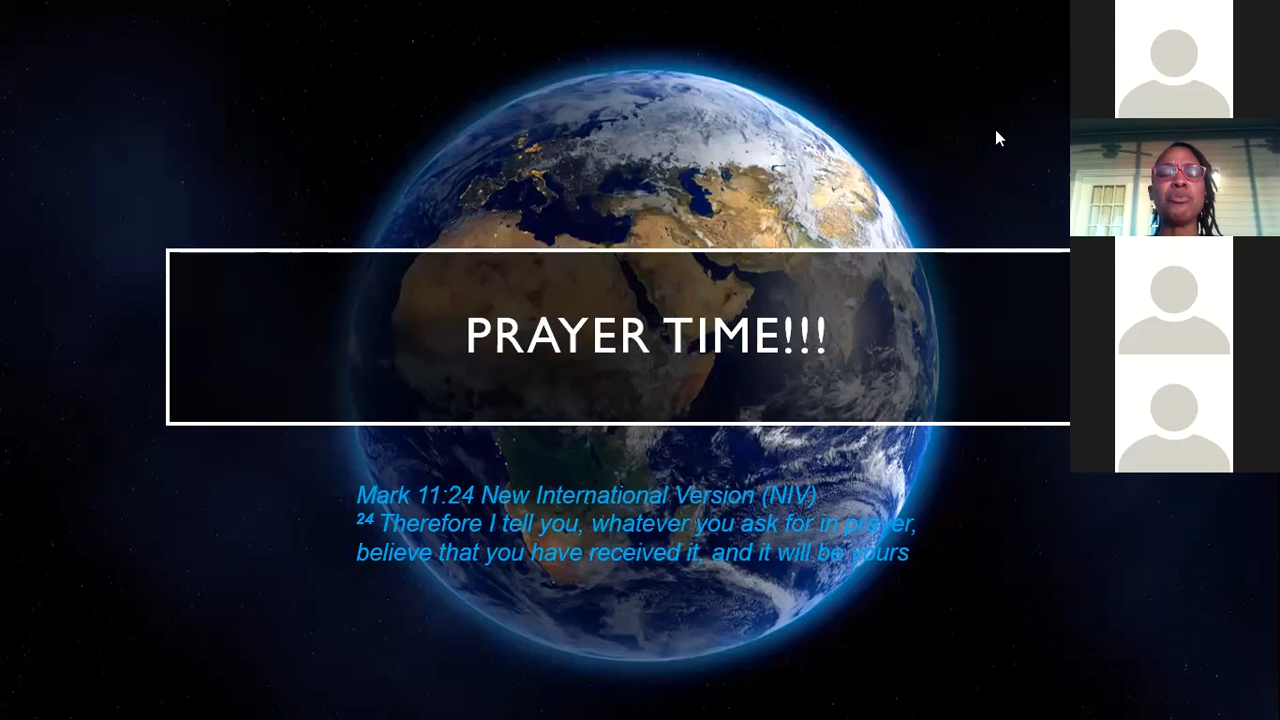 PRAYER TIME!!!
Mark 11:24 New International Version (NIV)
²⁴ Therefore I tell you, whatever you ask for in prayer,
believe that you have received it, and it will be yours